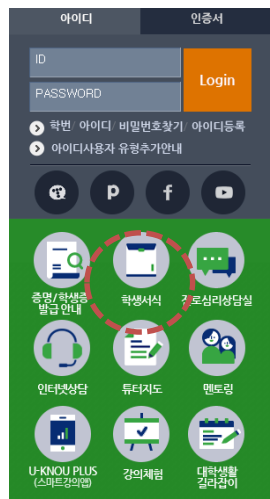 아이디 인증서
ID
PASSWORD
Login
학번/ 아이디/ 비밀번호찾기/ 아이디등록
아이디사용자 유형추가안내
증명/학생증 학생서식 진로심리상담실
발급 안내
인터넷상담 튜터지도 멘토링
U-KNOU PLUS 강의체험 대학생활
(스마트강의앱) 길라잡이